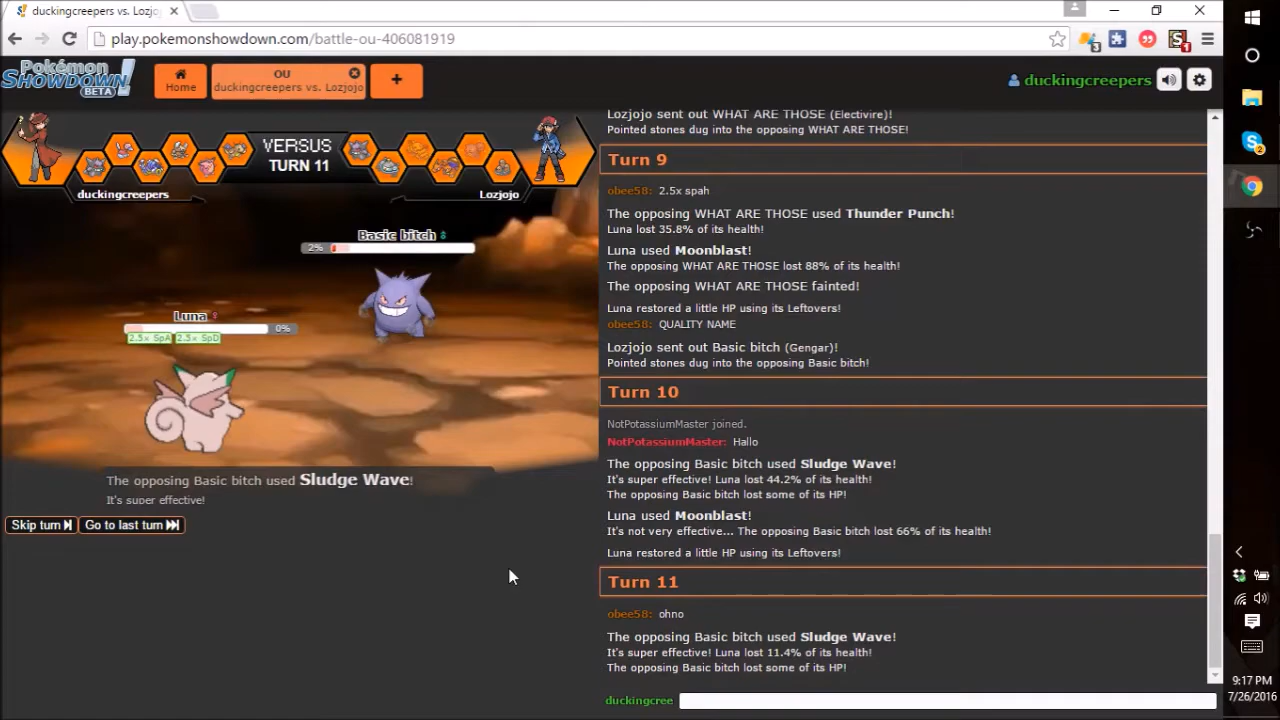 duckingcreepers vs. Lozjo
play.pokemonshowdown.com/battle-ou-406081919
3
1
Pokémon
SHOWDOWN!
BETA
Home
OU
duckingcreepers vs. Lozjojo
+
duckingcreepers
VERSUS
TURN 11
duckingcreepers
Lozjojo
Basic bitch
2%
Luna
0%
2.5× SpA 2.5× SpD
The opposing Basic bitch used Sludge Wave!
It's super effective!
Skip turn
Go to last turn
Lozjojo sent out WHAT ARE THOSE (Electivire)!
Pointed stones dug into the opposing WHAT ARE THOSE!
Turn 9
obee58: 2.5x spah
The opposing WHAT ARE THOSE used Thunder Punch!
Luna lost 35.8% of its health!
Luna used Moonblast!
The opposing WHAT ARE THOSE lost 88% of its health!
The opposing WHAT ARE THOSE fainted!
Luna restored a little HP using its Leftovers!
obee58: QUALITY NAME
Lozjojo sent out Basic bitch (Gengar)!
Pointed stones dug into the opposing Basic bitch!
Turn 10
NotPotassiumMaster joined.
NotPotassiumMaster: Hallo
The opposing Basic bitch used Sludge Wave!
It's super effective! Luna lost 44.2% of its health!
The opposing Basic bitch lost some of its HP!
Luna used Moonblast!
It's not very effective... The opposing Basic bitch lost 66% of its health!
Luna restored a little HP using its Leftovers!
Turn 11
obee58: ohno
The opposing Basic bitch used Sludge Wave!
It's super effective! Luna lost 11.4% of its health!
The opposing Basic bitch lost some of its HP!
duckingcree
2
9:17 PM
7/26/2016